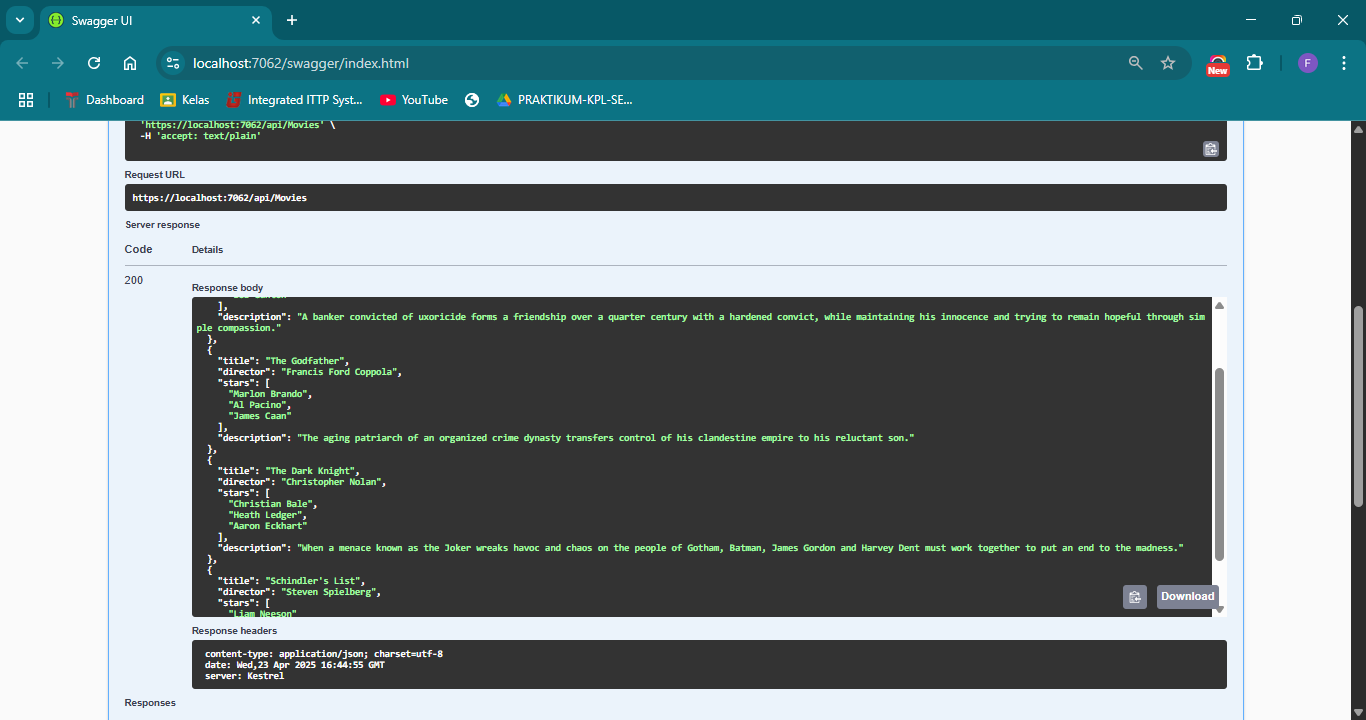 Swagger UI
localhost:7062/swagger/index.html
New
F
Dashboard
Kelas
Integrated ITTP Syst...
YouTube
PRAKTIKUM-KPL-SE...
'https://localhost:7062/api/Movies' \
-H 'accept: text/plain'
Request URL
https://localhost:7062/api/Movies
Server response
Code Details
200
Response body
],
"description": "A banker convicted of uxoricide forms a friendship over a quarter century with a hardened convict, while maintaining his innocence and trying to remain hopeful through sim
ple compassion."
},
{
"title": "The Godfather",
"director": "Francis Ford Coppola",
"stars": [
"Marlon Brando",
"Al Pacino",
"James Caan"
],
"description": "The aging patriarch of an organized crime dynasty transfers control of his clandestine empire to his reluctant son."
},
{
"title": "The Dark Knight",
"director": "Christopher Nolan",
"stars": [
"Christian Bale",
"Heath Ledger",
"Aaron Eckhart"
],
"description": "When a menace known as the Joker wreaks havoc and chaos on the people of Gotham, Batman, James Gordon and Harvey Dent must work together to put an end to the madness."
},
{
"title": "Schindler's List",
"director": "Steven Spielberg",
"stars": [
"Liam Neeson"
Download
Response headers
content-type: application/json; charset=utf-8
date: Wed,23 Apr 2025 16:44:55 GMT
server: Kestrel
Responses